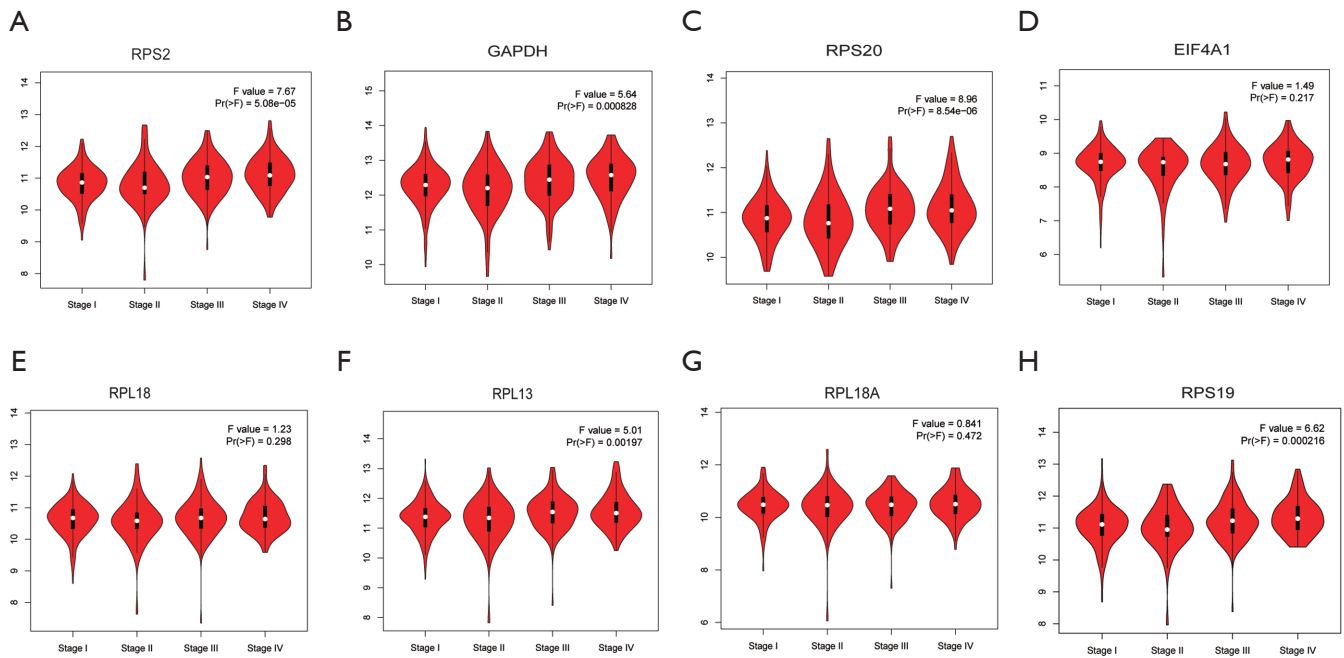 A
RPS2
F value = 7.67
Pr(>F) = 5.08e−05
14
13
12
11
10
9
8
Stage I Stage II Stage III Stage IV
B
GAPDH
F value = 5.64
Pr(>F) = 0.000828
15
14
13
12
11
10
Stage I Stage II Stage III Stage IV
C
RPS20
F value = 8.96
Pr(>F) = 8.54e−06
14
13
12
11
10
Stage I Stage II Stage III Stage IV
D
EIF4A1
F value = 1.49
Pr(>F) = 0.217
11
10
9
8
7
6
Stage I Stage II Stage III Stage IV
E
RPL18
F value = 1.23
Pr(>F) = 0.298
14
13
12
11
10
9
8
Stage I Stage II Stage III Stage IV
F
RPL13
F value = 5.01
Pr(>F) = 0.00197
14
13
12
11
10
9
8
Stage I Stage II Stage III Stage IV
G
RPL18A
F value = 0.841
Pr(>F) = 0.472
14
12
10
8
6
Stage I Stage II Stage III Stage IV
H
RPS19
F value = 6.62
Pr(>F) = 0.000216
14
13
12
11
10
9
8
Stage I Stage II Stage III Stage IV